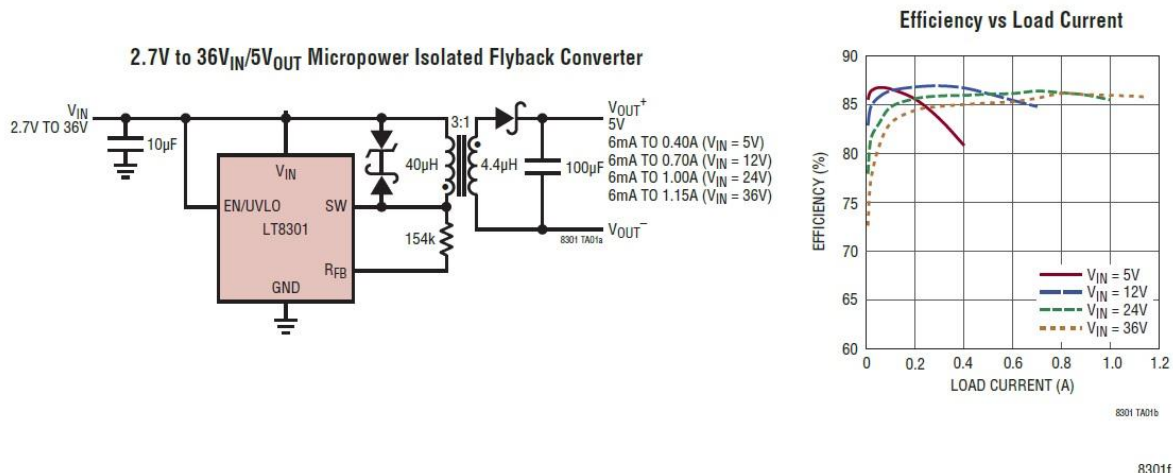 2.7V to 36VIN/5VOUT Micropower Isolated Flyback Converter
VIN
2.7V TO 36V
10µF
VIN
EN/UVLO
SW
LT8301
RFB
GND
40µH
154k
3:1
4.4µH
100µF
VOUT+
5V
6mA TO 0.40A (VIN = 5V)
6mA TO 0.70A (VIN = 12V)
6mA TO 1.00A (VIN = 24V)
6mA TO 1.15A (VIN = 36V)
VOUT–
8301 TA01a
Efficiency vs Load Current
EFFICIENCY (%)
90
85
80
75
70
65
60
VIN = 5V
VIN = 12V
VIN = 24V
VIN = 36V
0 0.2 0.4 0.6 0.8 1.0 1.2
LOAD CURRENT (A)
8301 TA01b
8301f